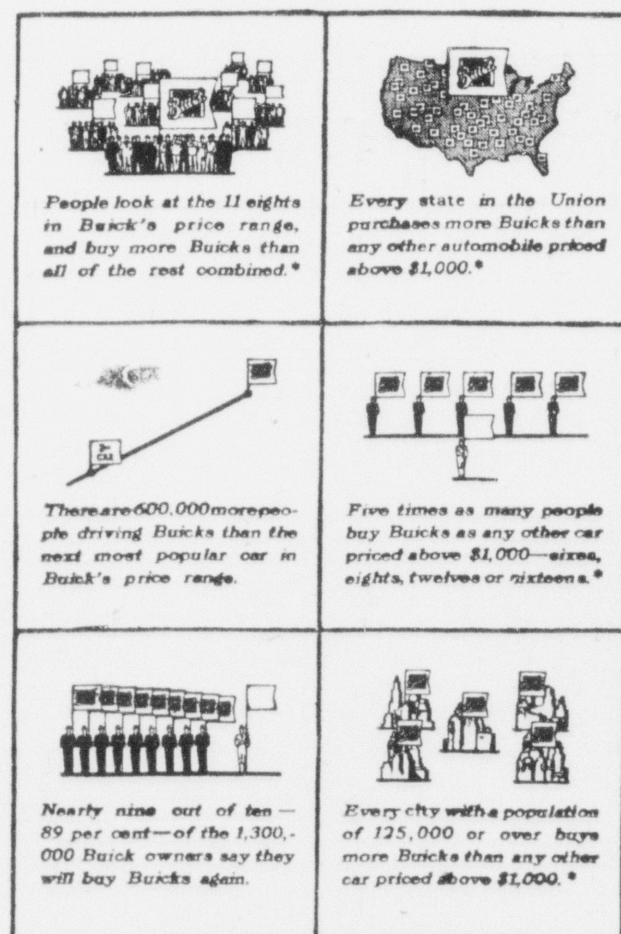 People look at the 11 eights
in Buick's price range,
and buy more Buicks than
all of the rest combined.*
Every state in the Union
purchases more Buicks than
any other automobile priced
above $1,000.*
CAR
There are 600,000 more peo-
ple driving Buicks than the
next most popular car in
Buick's price range.
Five times as many people
buy Buicks as any other car
priced above $1,000—sixes,
eights, twelves or sixteens.*
Nearly nine out of ten—
89 per cent—of the 1,300,-
000 Buick owners say they
will buy Buicks again.
Every city with a population
of 125,000 or over buys
more Buicks than any other
car priced above $1,000.*